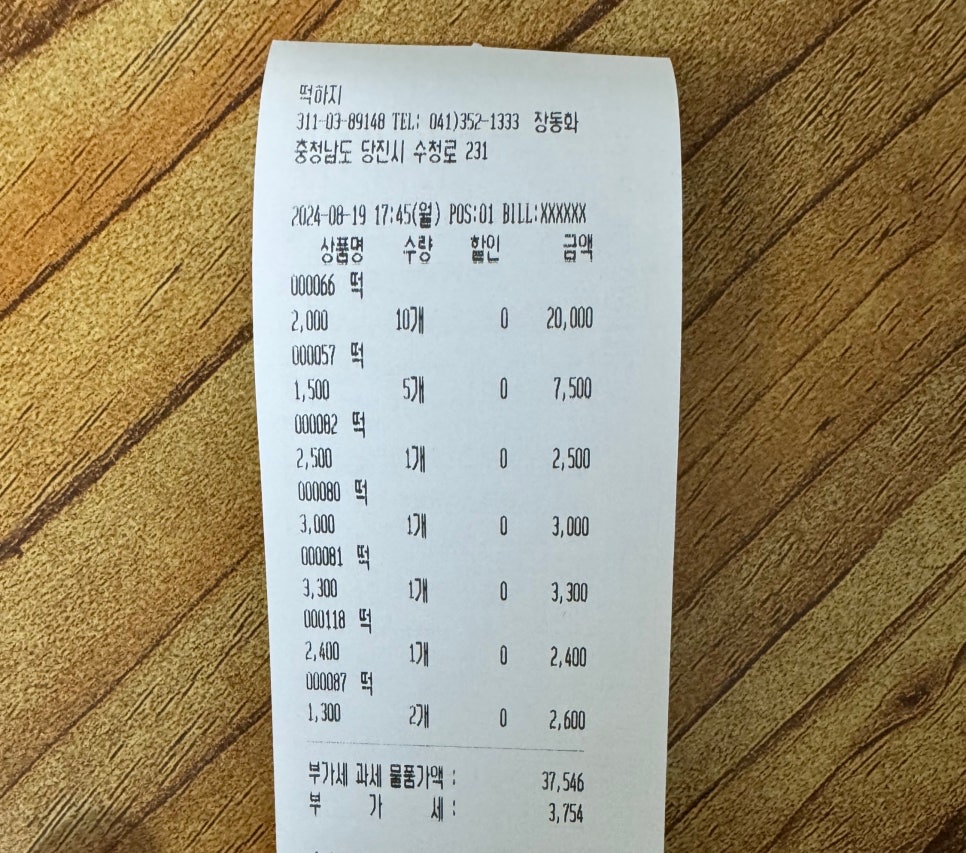 떡하지
311-03-89148 TEL: 041)352-1333 장동화
충청남도 당진시 수청로 231
2024-08-19 17:45(월) POS:01 BILL:XXXXXX
상품명 수량 할인 금액
000066 떡
2,000 10개 0 20,000
000057 떡
1,500 5개 0 7,500
000082 떡
2,500 1개 0 2,500
000080 떡
3,000 1개 0 3,000
000081 떡
3,300 1개 0 3,300
000118 떡
2,400 1개 0 2,400
000087 떡
1,300 2개 0 2,600
부가세 과세 물품가액 : 37,546
부 가 세 : 3,754